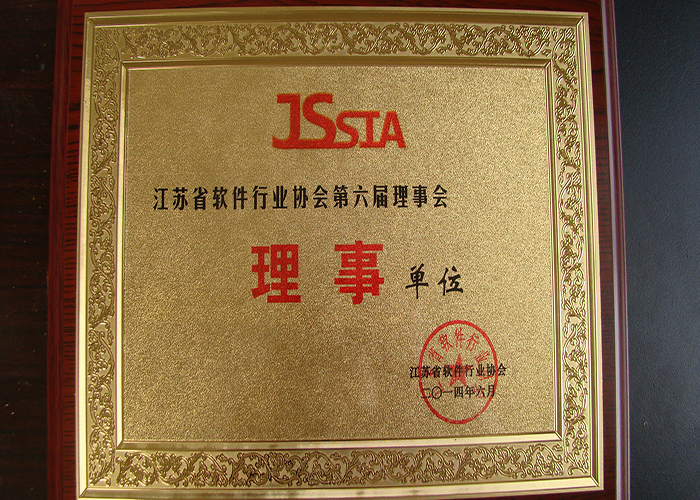 JSSIA
江苏省软件行业协会第六届理事会
理事单位
江苏省软件行业协会
二〇一四年六月